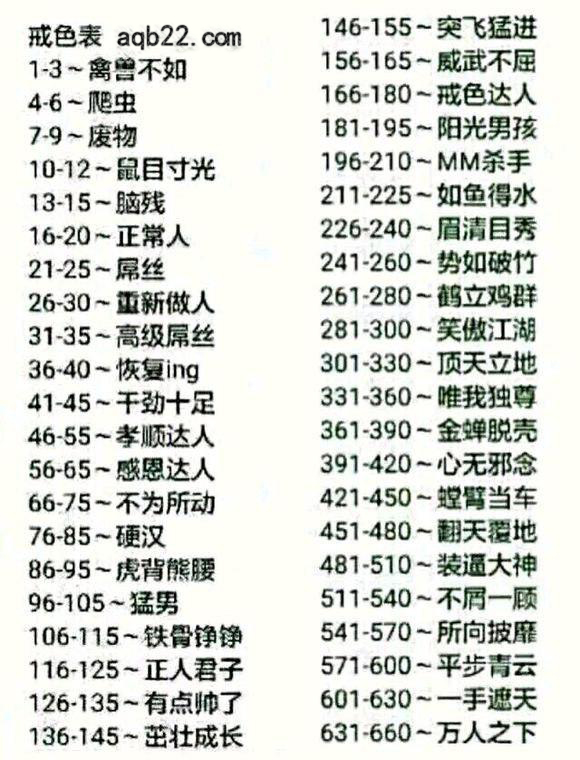 戒色表 aqb22.com
1-3～禽兽不如
4-6～爬虫
7-9～废物
10-12～鼠目寸光
13-15～脑残
16-20～正常人
21-25～屌丝
26-30～重新做人
31-35～高级屌丝
36-40～恢复ing
41-45～干劲十足
46-55～孝顺达人
56-65～感恩达人
66-75～不为所动
76-85～硬汉
86-95～虎背熊腰
96-105～猛男
106-115～铁骨铮铮
116-125～正人君子
126-135～有点帅了
136-145～茁壮成长
146-155～突飞猛进
156-165～威武不屈
166-180～戒色达人
181-195～阳光男孩
196-210～MM杀手
211-225～如鱼得水
226-240～眉清目秀
241-260～势如破竹
261-280～鹤立鸡群
281-300～笑傲江湖
301-330～顶天立地
331-360～唯我独尊
361-390～金蝉脱壳
391-420～心无邪念
421-450～螳臂当车
451-480～翻天覆地
481-510～装逼大神
511-540～不屑一顾
541-570～所向披靡
571-600～平步青云
601-630～一手遮天
631-660～万人之下